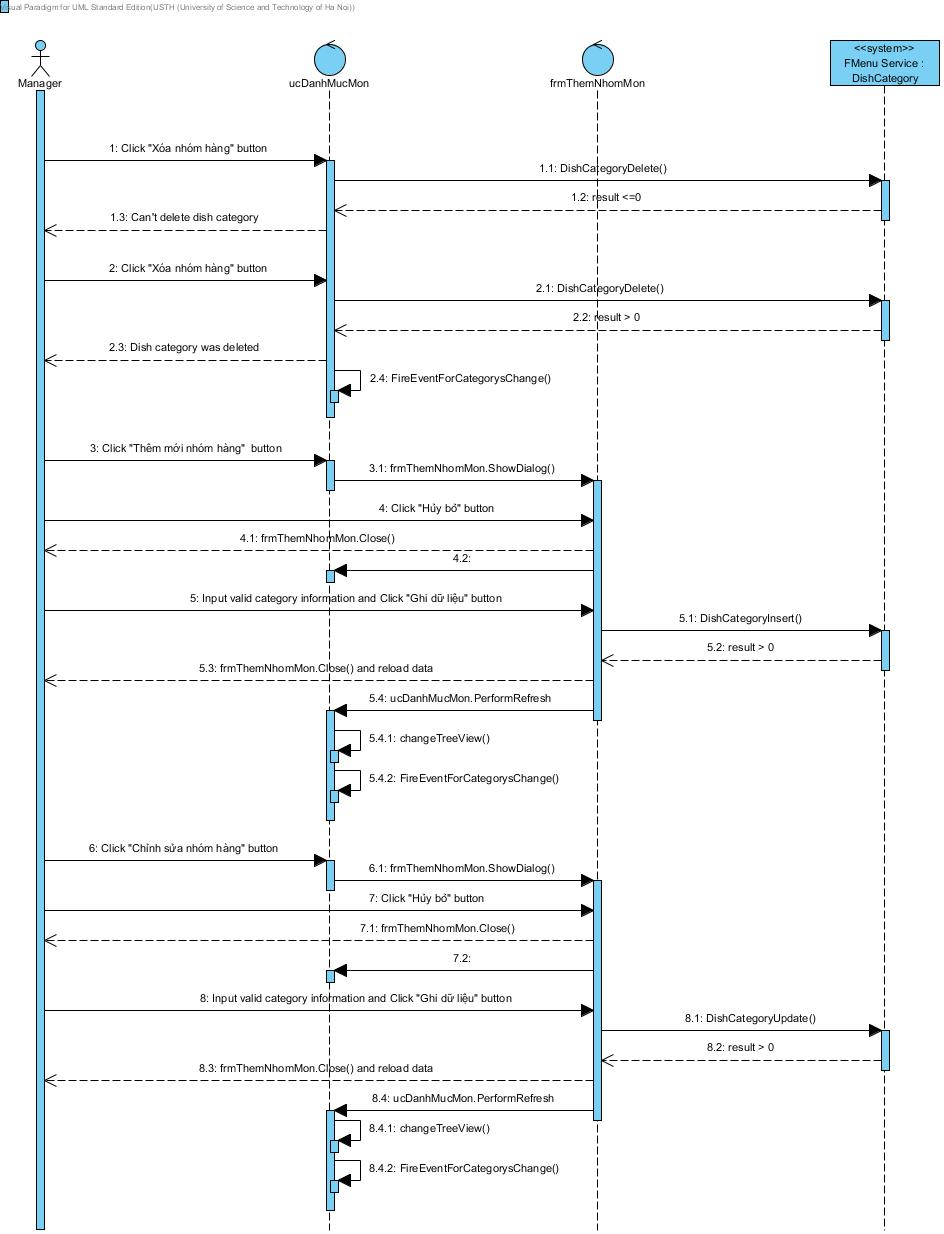 Visual Paradigm for UML Standard Edition(USTH (University of Science and Technology of Ha Noi))
Manager
ucDanhMucMon
frmThemNhomMon
<<system>>
FMenu Service :
DishCategory
1: Click "Xóa nhóm hàng" button
1.1: DishCategoryDelete()
1.2: result <=0
1.3: Can't delete dish category
2: Click "Xóa nhóm hàng" button
2.1: DishCategoryDelete()
2.2: result > 0
2.3: Dish category was deleted
2.4: FireEventForCategorysChange()
3: Click "Thêm mới nhóm hàng"  button
3.1: frmThemNhomMon.ShowDialog()
4: Click "Hủy bỏ" button
4.1: frmThemNhomMon.Close()
4.2:
5: Input valid category information and Click "Ghi dữ liệu" button
5.1: DishCategoryInsert()
5.2: result > 0
5.3: frmThemNhomMon.Close() and reload data
5.4: ucDanhMucMon.PerformRefresh
5.4.1: changeTreeView()
5.4.2: FireEventForCategorysChange()
6: Click "Chỉnh sửa nhóm hàng" button
6.1: frmThemNhomMon.ShowDialog()
7: Click "Hủy bỏ" button
7.1: frmThemNhomMon.Close()
7.2:
8: Input valid category information and Click "Ghi dữ liệu" button
8.1: DishCategoryUpdate()
8.2: result > 0
8.3: frmThemNhomMon.Close() and reload data
8.4: ucDanhMucMon.PerformRefresh
8.4.1: changeTreeView()
8.4.2: FireEventForCategorysChange()